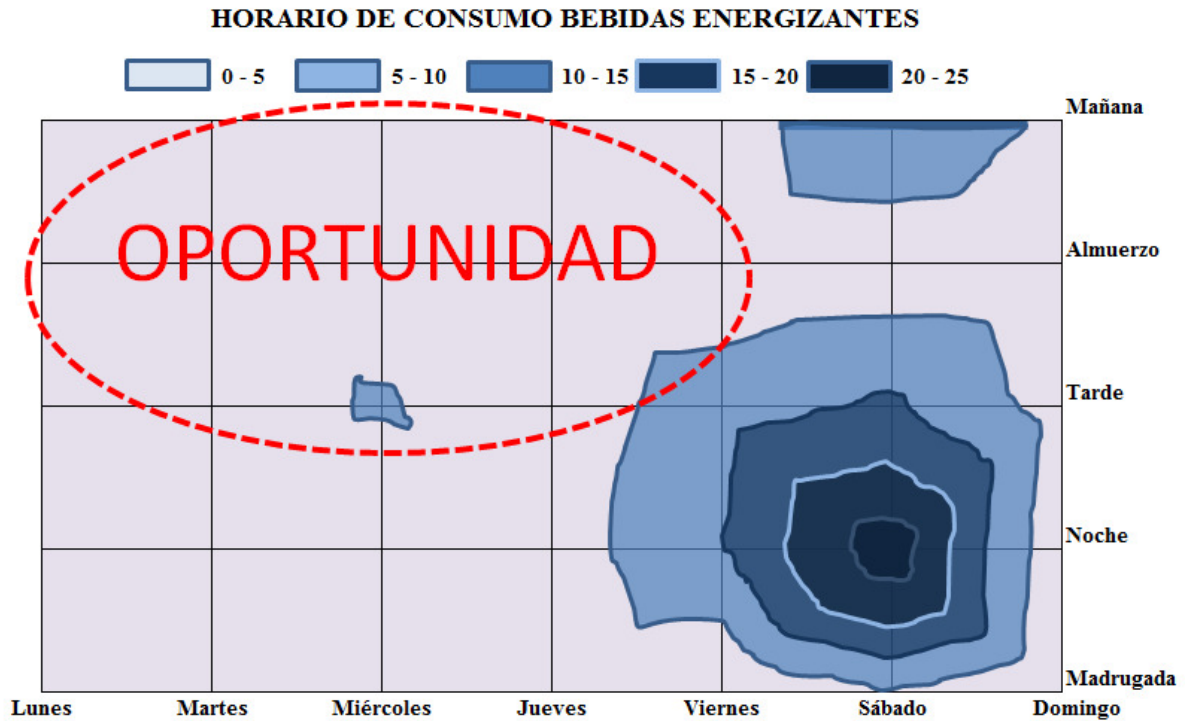 HORARIO DE CONSUMO BEBIDAS ENERGIZANTES
0 - 5 5 - 10 10 - 15 15 - 20 20 - 25
Mañana
OPORTUNIDAD
Almuerzo
Tarde
Noche
Madrugada
Lunes Martes Miércoles Jueves Viernes Sábado Domingo